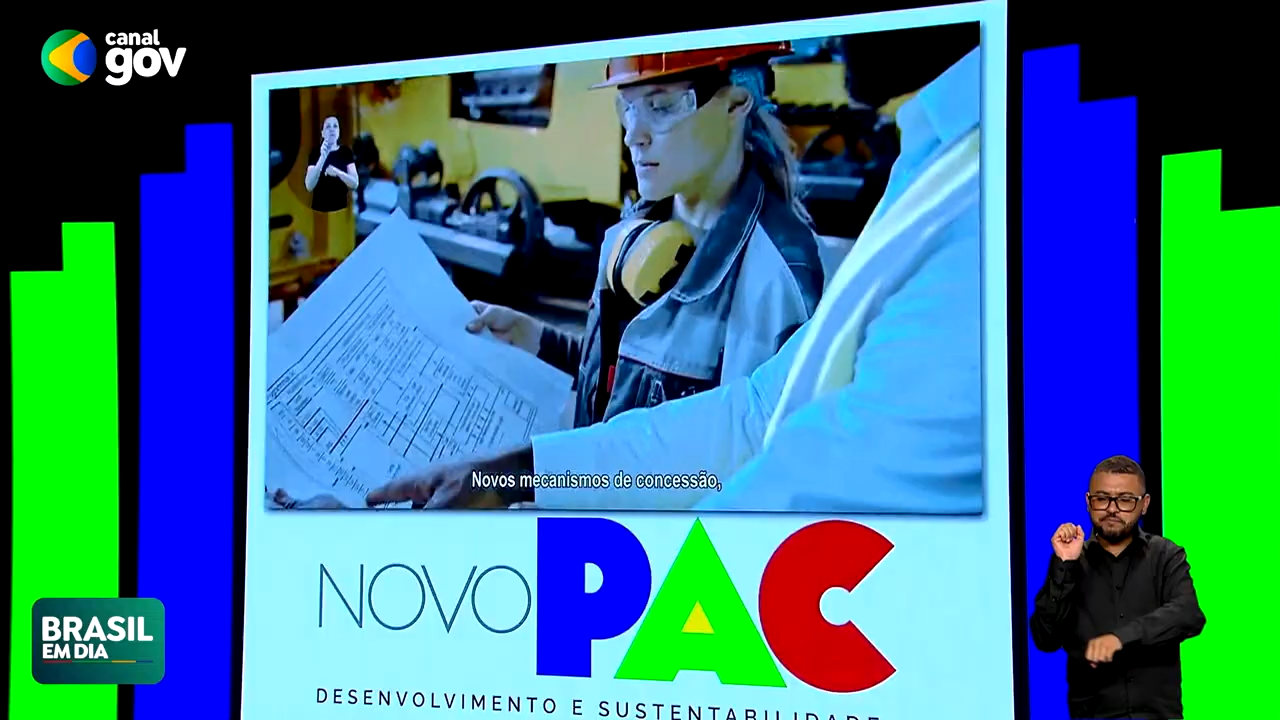 canal
gov
Novos mecanismos de concessão,
NOVO PAC
DESENVOLVIMENTO E SUSTENTABILIDADE
BRASIL
EM DIA